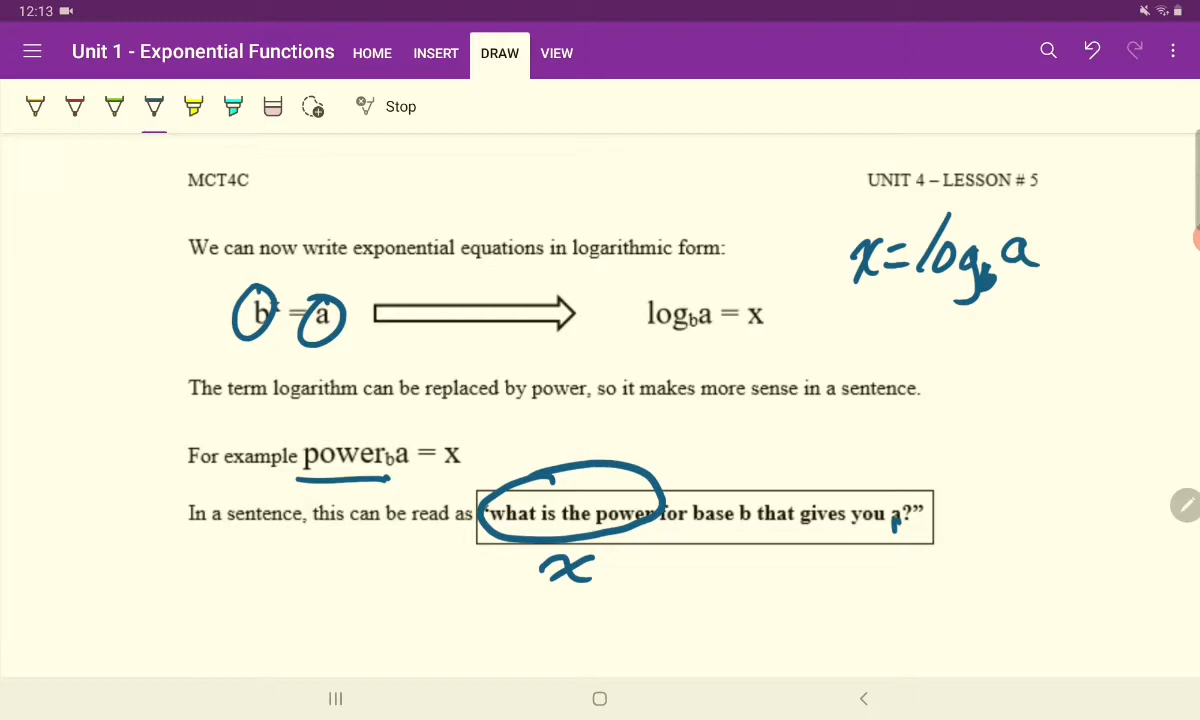 12:13
Unit 1 - Exponential Functions HOME INSERT DRAW VIEW
Stop
MCT4C UNIT 4 – LESSON # 5
We can now write exponential equations in logarithmic form:
x = log_b a
b^x = a log_b a = x
The term logarithm can be replaced by power, so it makes more sense in a sentence.
For example power_b a = x
In a sentence, this can be read as "what is the power for base b that gives you a?”
x